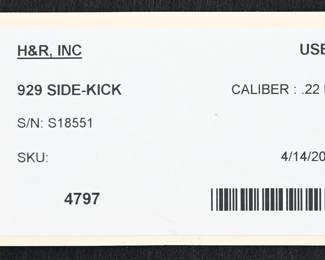 H&R, INC USE
929 SIDE-KICK CALIBER : .22
S/N: S18551
SKU: 4/14/20
4797